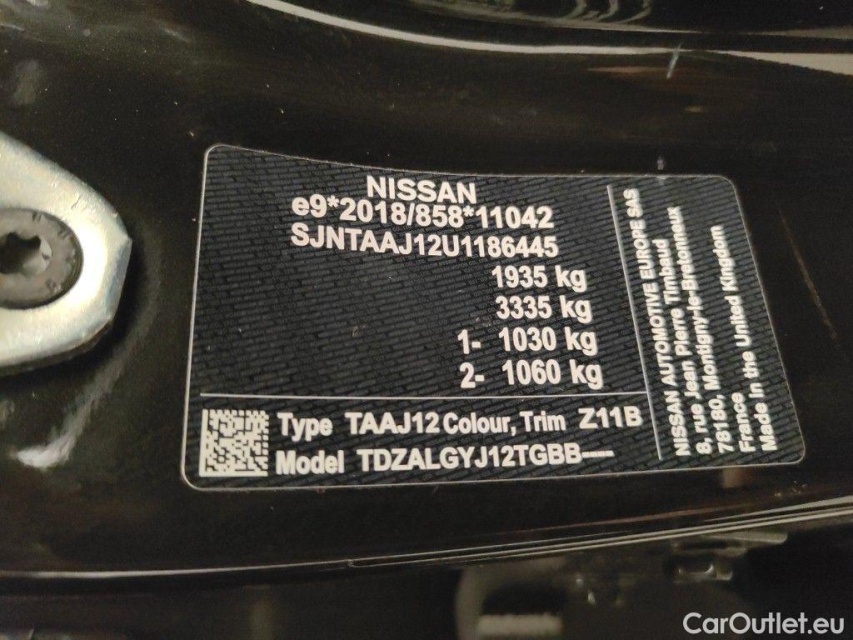 NISSAN
e9*2018/858*11042
SJNTAAJ12U1186445
1935 kg
3335 kg
1- 1030 kg
2- 1060 kg
Type TAAJ12 Colour, Trim Z11B
Model TDZALGYJ12TGBB-----
NISSAN AUTOMOTIVE EUROPE SAS
8, rue Jean Pierre Timbaud
78180, Montigny-le-Bretonneux
France
Made in the United Kingdom
CarOutlet.eu